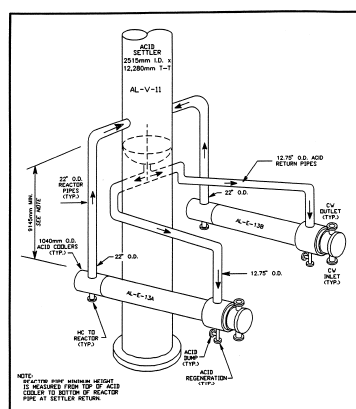 ACID
SETTLER
2515mm I.D. x
12,280mm T-T
AL-V-11
22" O.D.
REACTOR
PIPES
(TYP.)
12.75" O.D. ACID
RETURN PIPES
9145mm MIN.
SEE NOTE
1040mm O.D.
ACID COOLERS
(TYP.)
22" O.D.
22" O.D.
AL-E-13B
CW
OUTLET
(TYP.)
CW
INLET
(TYP.)
12.75" O.D.
AL-E-13A
HC TO
REACTOR
(TYP.)
ACID
DUMP
(TYP.)
ACID
REGENERATION
(TYP.)
NOTE:
REACTOR PIPE MINIMUM HEIGHT
IS MEASURED FROM TOP OF ACID
COOLER TO BOTTOM OF REACTOR
PIPE AT SETTLER RETURN.